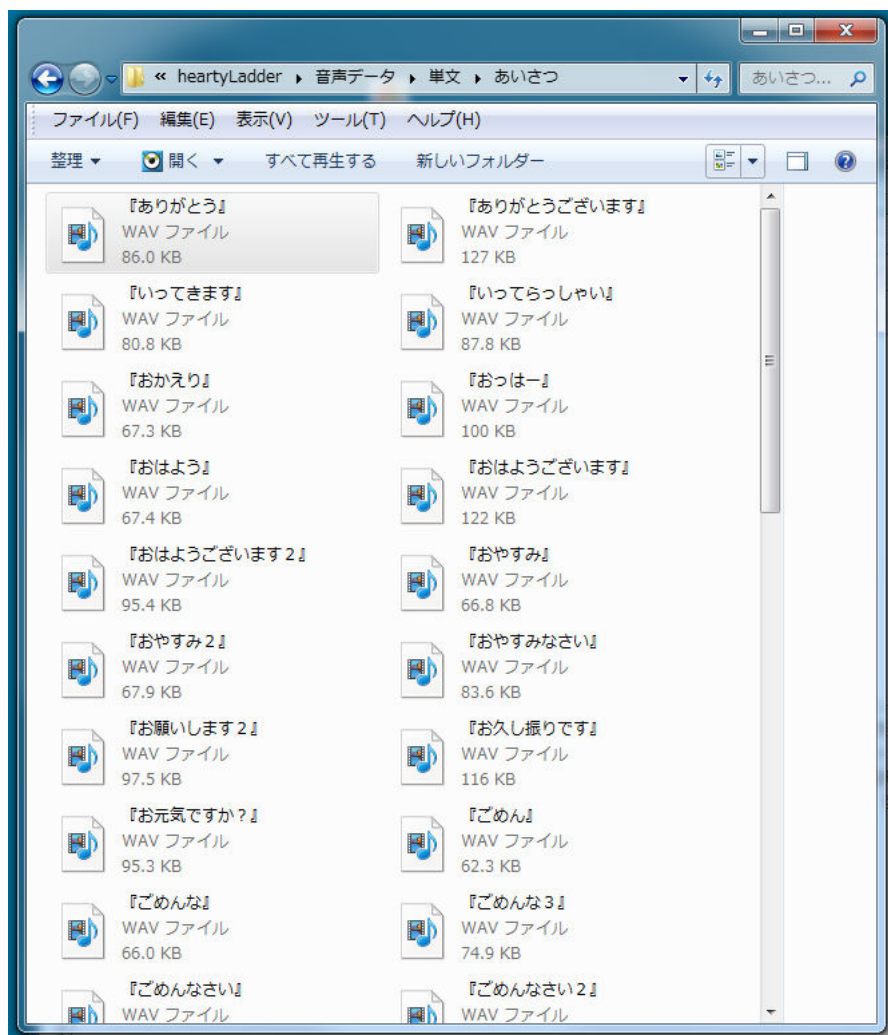 « heartyLadder ▸ 音声データ ▸ 単文 ▸ あいさつ
あいさつ...
ファイル(F) 編集(E) 表示(V) ツール(T) ヘルプ(H)
整理 開く すべて再生する 新しいフォルダー
『ありがとう』
WAV ファイル
86.0 KB
『ありがとうございます』
WAV ファイル
127 KB
『いってきます』
WAV ファイル
80.8 KB
『いってらっしゃい』
WAV ファイル
87.8 KB
『おかえり』
WAV ファイル
67.3 KB
『おっはー』
WAV ファイル
100 KB
『おはよう』
WAV ファイル
67.4 KB
『おはようございます』
WAV ファイル
122 KB
『おはようございます２』
WAV ファイル
95.4 KB
『おやすみ』
WAV ファイル
66.8 KB
『おやすみ２』
WAV ファイル
67.9 KB
『おやすみなさい』
WAV ファイル
83.6 KB
『お願いします２』
WAV ファイル
97.5 KB
『お久し振りです』
WAV ファイル
116 KB
『お元気ですか？』
WAV ファイル
95.3 KB
『ごめん』
WAV ファイル
62.3 KB
『ごめんな』
WAV ファイル
66.0 KB
『ごめんな３』
WAV ファイル
74.9 KB
『ごめんなさい』
WAV ファイル
『ごめんなさい２』
WAV ファイル